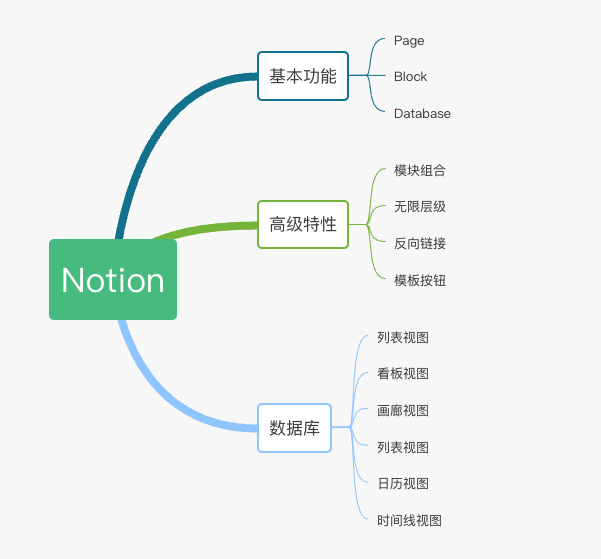 Notion
基本功能
Page
Block
Database
高级特性
模块组合
无限层级
反向链接
模板按钮
数据库
列表视图
看板视图
画廊视图
列表视图
日历视图
时间线视图